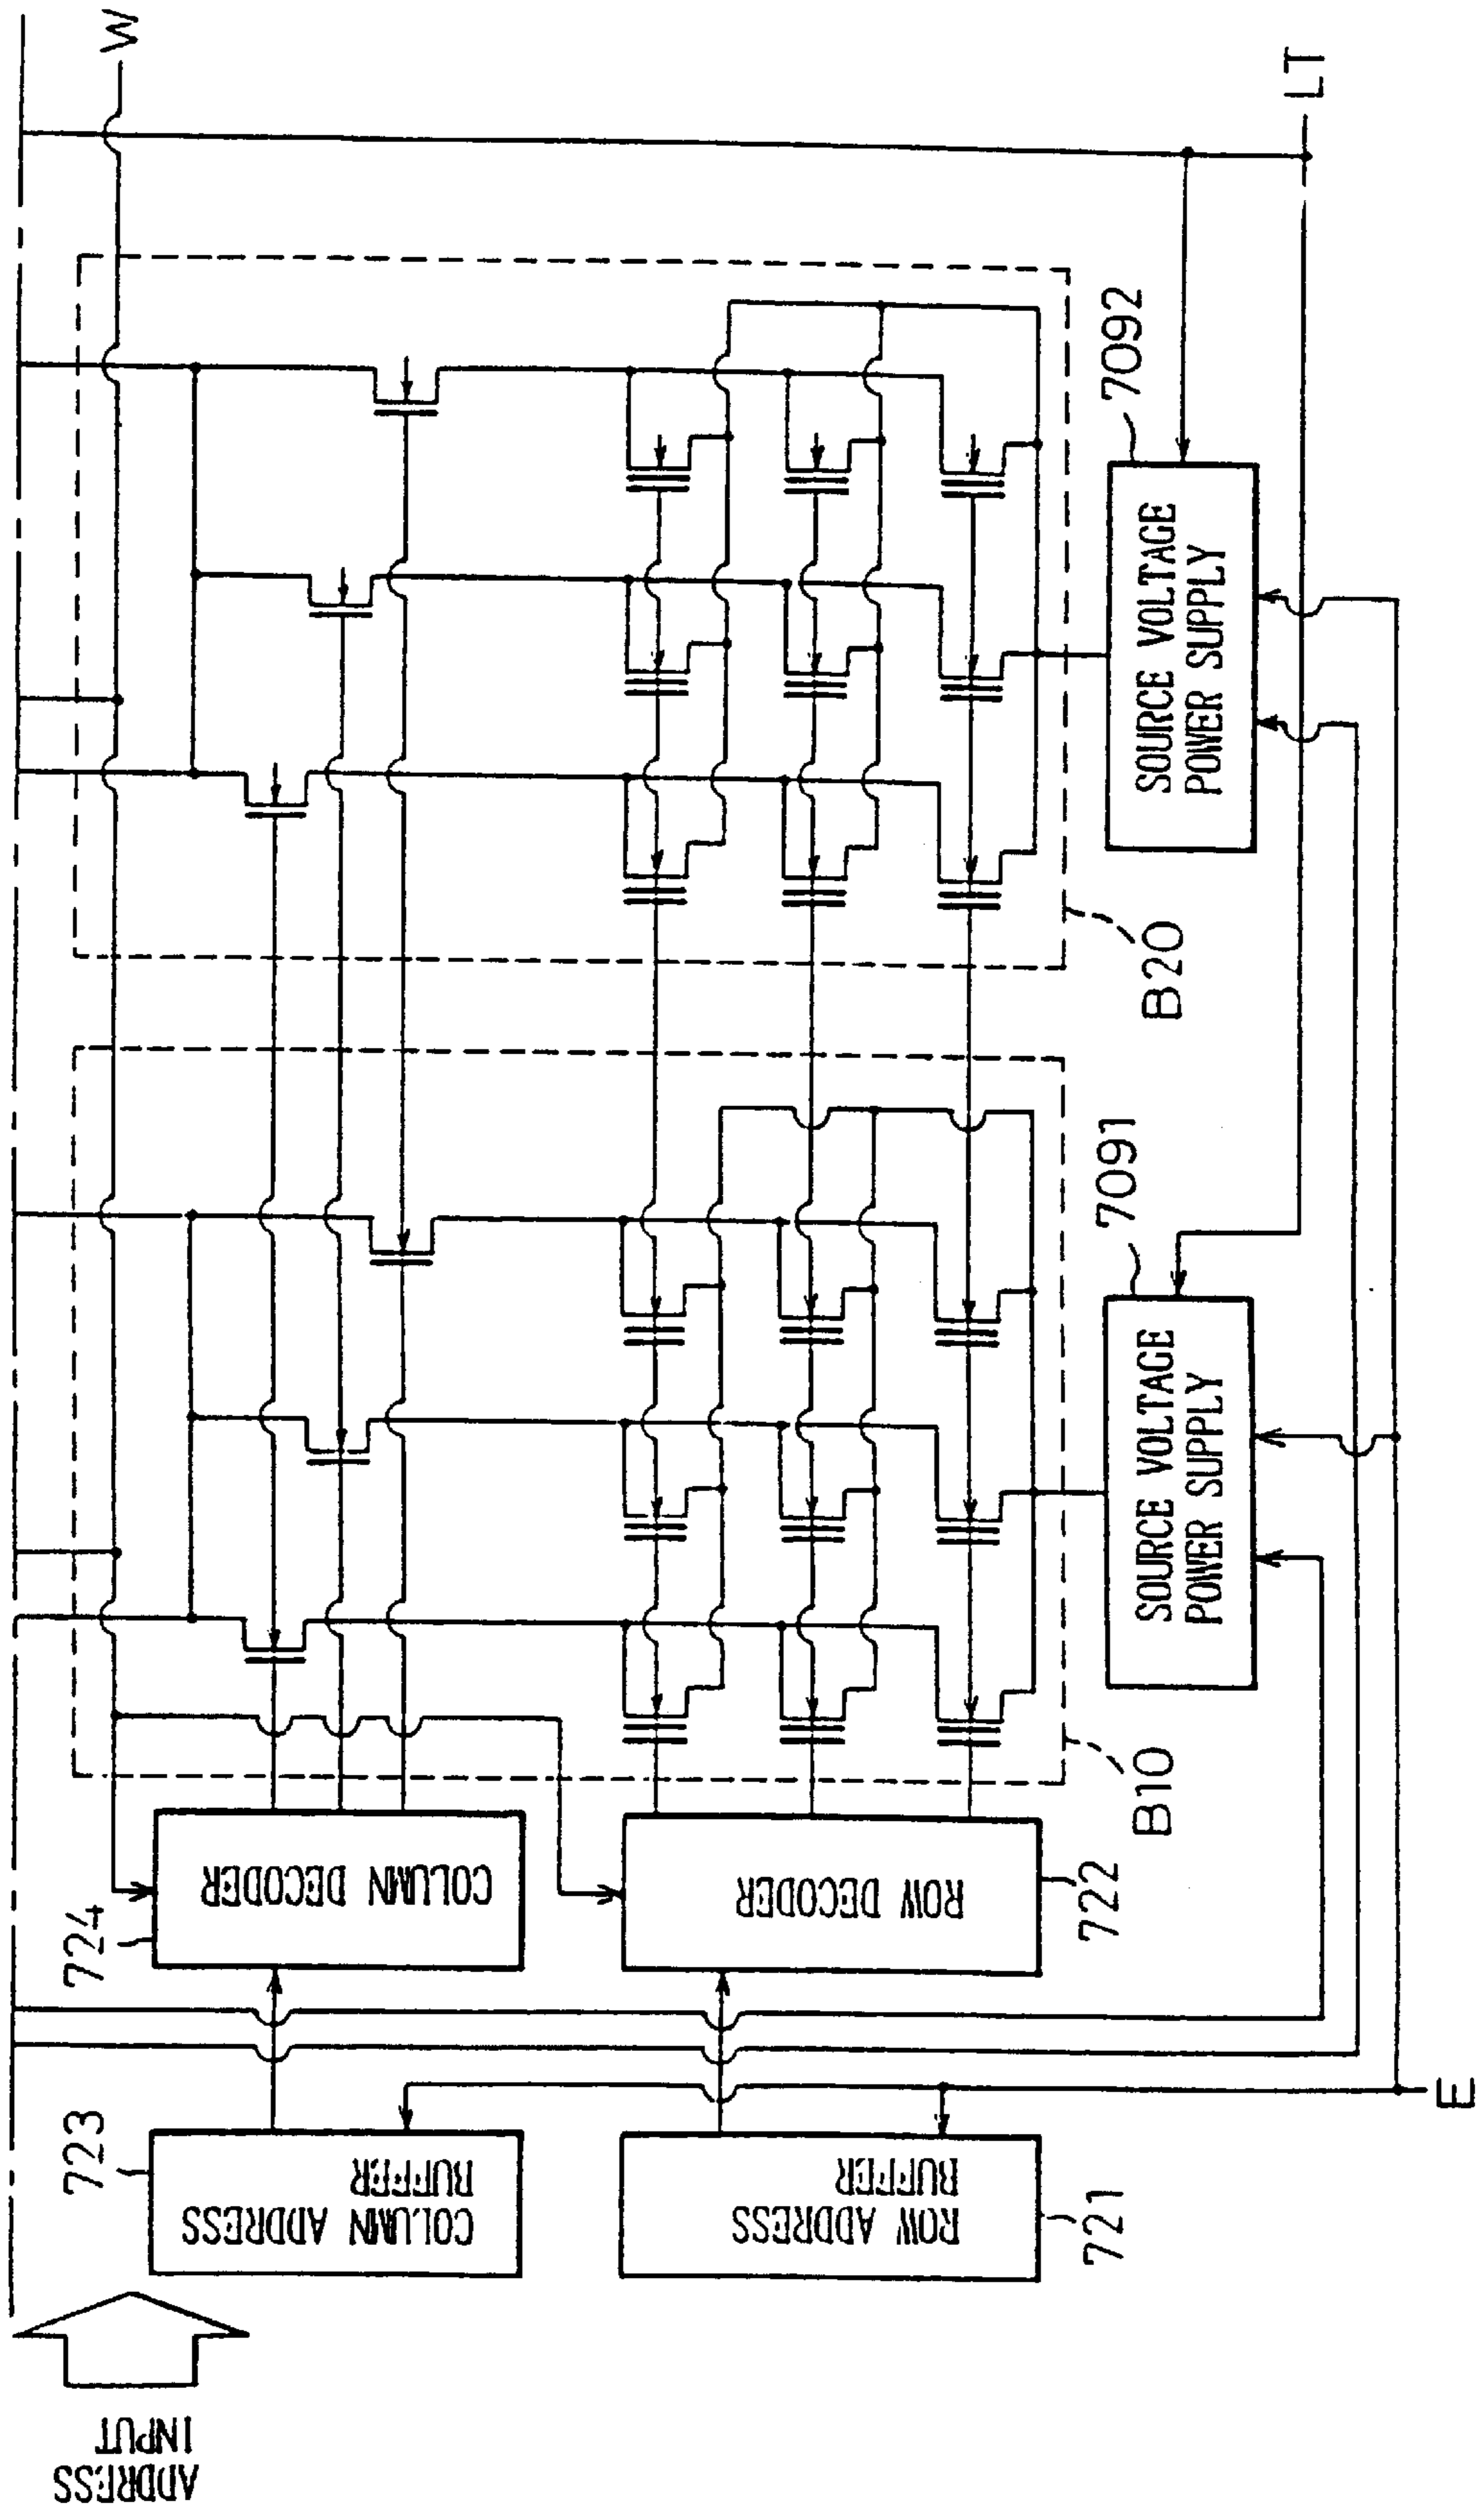 W
LT
7092
SOURCE VOLTAGE
POWER SUPPLY
B20
7091
SOURCE VOLTAGE
POWER SUPPLY
B10
724
COLUMN DECODER
ROW DECODER
722
723
COLUMN ADDRESS
BUFFER
ROW ADDRESS
BUFFER
721
E
ADDRESS
INPUT